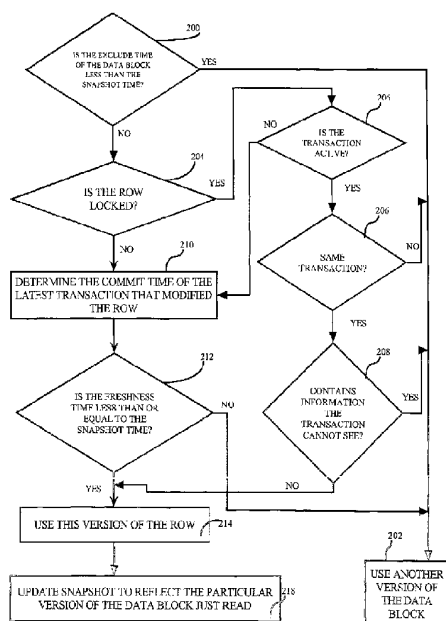 200
IS THE EXCLUDE TIME
OF THE DATA BLOCK
LESS THAN THE
SNAPSHOT TIME?
YES
NO
204
IS THE ROW
LOCKED?
YES
NO
205
IS THE
TRANSACTION
ACTIVE?
NO
YES
206
SAME
TRANSACTION?
NO
YES
210
DETERMINE THE COMMIT TIME OF THE
LATEST TRANSACTION THAT MODIFIED
THE ROW
208
CONTAINS
INFORMATION
THE
TRANSACTION
CANNOT SEE?
YES
NO
212
IS THE FRESHNESS
TIME LESS THAN OR
EQUAL TO THE
SNAPSHOT TIME?
NO
YES
USE THIS VERSION OF THE ROW
214
UPDATE SNAPSHOT TO REFLECT THE PARTICULAR
VERSION OF THE DATA BLOCK JUST READ
218
202
USE ANOTHER
VERSION OF
THE DATA
BLOCK